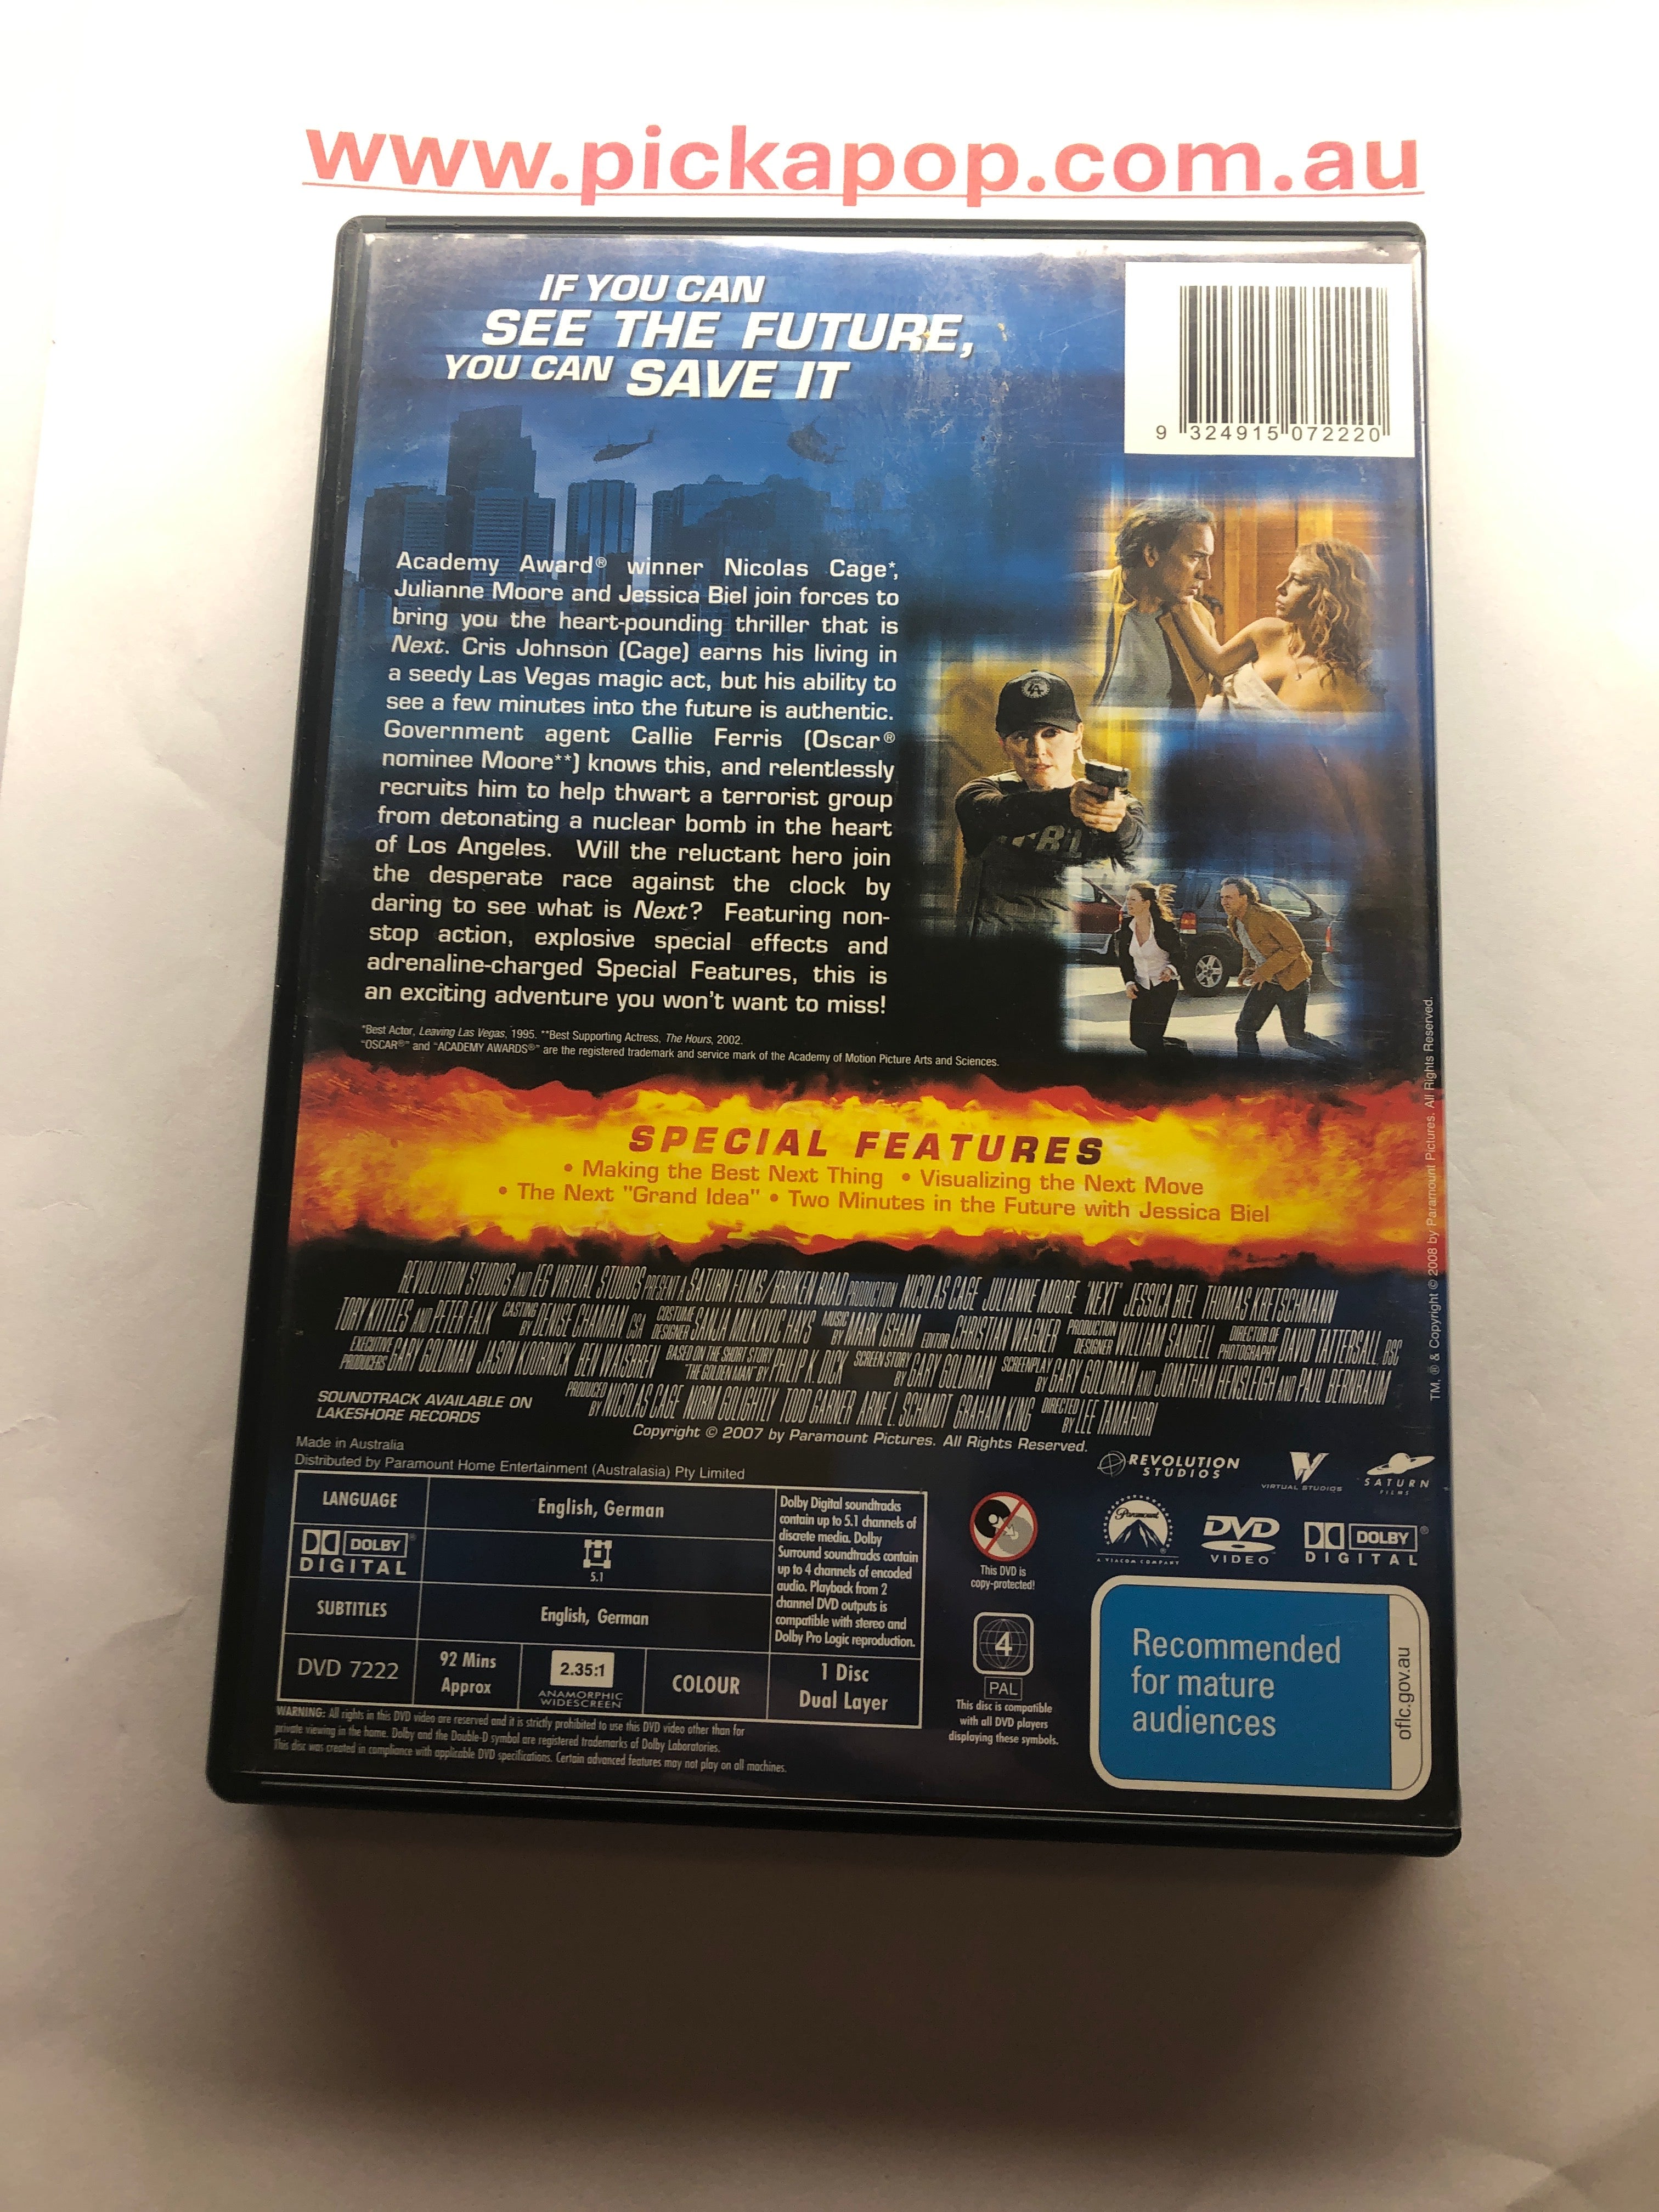 www.pickapop.com.au
IF YOU CAN
SEE THE FUTURE,
YOU CAN SAVE IT
9 324915 072220
Academy Award® winner Nicolas Cage*,
Julianne Moore and Jessica Biel join forces to
bring you the heart-pounding thriller that is
Next. Cris Johnson (Cage) earns his living in
a seedy Las Vegas magic act, but his ability to
see a few minutes into the future is authentic.
Government agent Callie Ferris (Oscar®
nominee Moore**) knows this, and relentlessly
recruits him to help thwart a terrorist group
from detonating a nuclear bomb in the heart
of Los Angeles. Will the reluctant hero join
the desperate race against the clock by
daring to see what is Next? Featuring non-
stop action, explosive special effects and
adrenaline-charged Special Features, this is
an exciting adventure you won't want to miss!
*Best Actor, Leaving Las Vegas, 1995. **Best Supporting Actress, The Hours, 2002.
"OSCAR®" and "ACADEMY AWARDS®" are the registered trademark and service mark of the Academy of Motion Picture Arts and Sciences.
SPECIAL FEATURES
• Making the Best Next Thing • Visualizing the Next Move
• The Next "Grand Idea" • Two Minutes in the Future with Jessica Biel
REVOLUTION STUDIOS AND IEG VIRTUAL STUDIOS PRESENT A SATURN FILMS/BROKEN ROAD PRODUCTION NICOLAS CAGE JULIANNE MOORE "NEXT" JESSICA BIEL THOMAS KRETSCHMANN
TORY KITTLES AND PETER FALK CASTING BY DENISE CHAMIAN CSA COSTUME DESIGNER SANJA MILKOVIC HAYS MUSIC BY MARK ISHAM EDITOR CHRISTIAN WAGNER PRODUCTION DESIGNER WILLIAM SANDELL DIRECTOR OF PHOTOGRAPHY DAVID TATTERSALL, BSC
EXECUTIVE PRODUCERS GARY GOLDMAN JASON KOORNICK BEN WAISBREN BASED ON THE SHORT STORY "THE GOLDEN MAN" BY PHILIP K. DICK SCREEN STORY BY GARY GOLDMAN SCREENPLAY BY GARY GOLDMAN AND JONATHAN HENSLEIGH AND PAUL BERNBAUM
PRODUCED BY NICOLAS CAGE NORM GOLIGHTLY TODD GARNER ARNE L. SCHMIDT GRAHAM KING DIRECTED BY LEE TAMAHORI
SOUNDTRACK AVAILABLE ON
LAKESHORE RECORDS
Copyright © 2007 by Paramount Pictures. All Rights Reserved.
TM, ® & Copyright © 2008 by Paramount Pictures. All Rights Reserved.
Made in Australia
Distributed by Paramount Home Entertainment (Australasia) Pty Limited
REVOLUTION
STUDIOS
VIRTUAL STUDIOS
SATURN
FILMS
LANGUAGE
English, German
DOLBY®
DIGITAL
5.1
SUBTITLES
English, German
Dolby Digital soundtracks
contain up to 5.1 channels of
discrete media. Dolby
Surround soundtracks contain
up to 4 channels of encoded
audio. Playback from 2
channel DVD outputs is
compatible with stereo and
Dolby Pro Logic reproduction.
DVD 7222
92 Mins
Approx
2.35:1
ANAMORPHIC
WIDESCREEN
COLOUR
1 Disc
Dual Layer
WARNING: All rights in this DVD video are reserved and it is strictly prohibited to use this DVD video other than for
private viewing in the home. Dolby and the Double-D symbol are registered trademarks of Dolby Laboratories.
This disc was created in compliance with applicable DVD specifications. Certain advanced features may not play on all machines.
This DVD is
copy-protected!
4
PAL
This disc is compatible
with all DVD players
displaying these symbols.
Paramount
A VIACOM COMPANY
DVD
VIDEO
DOLBY®
DIGITAL
Recommended
for mature
audiences
oflc.gov.au